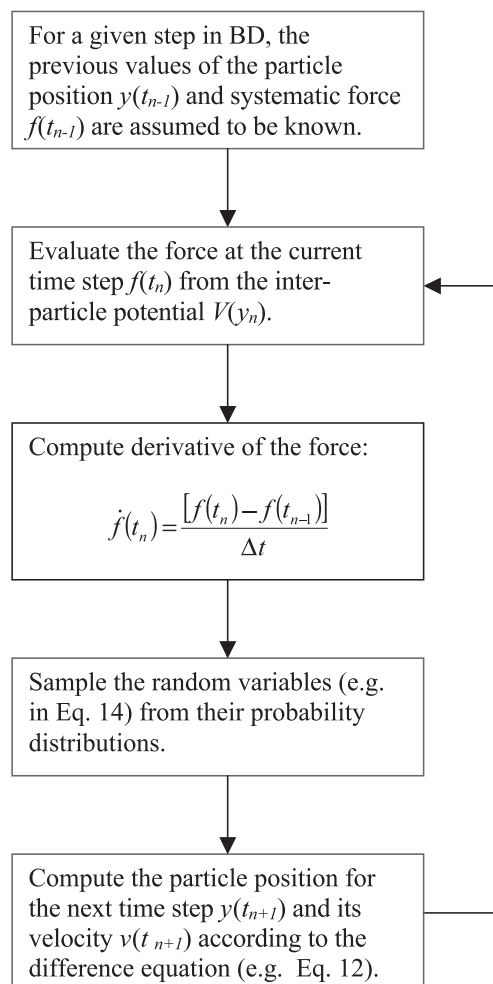 For a given step in BD, the
previous values of the particle
position y(tn-1) and systematic force
f(tn-1) are assumed to be known.
Evaluate the force at the current
time step f(tn) from the inter-
particle potential V(yn).
Compute derivative of the force:
ḟ(tn) = [f(tn) – f(tn–1)] / Δt
Sample the random variables (e.g.
in Eq. 14) from their probability
distributions.
Compute the particle position for
the next time step y(tn+1) and its
velocity v(t n+1) according to the
difference equation (e.g. Eq. 12).